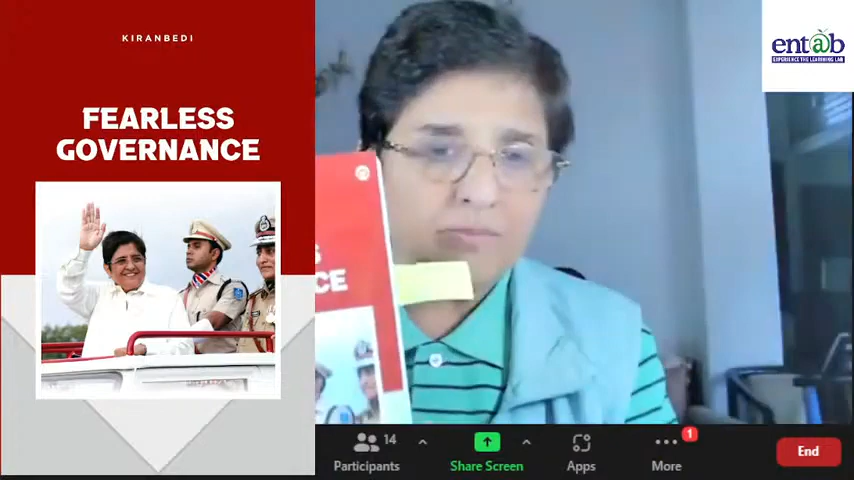 KIRANBEDI
FEARLESS
GOVERNANCE
CE
entab
EXPERIENCE THE LEARNING LAB
14
1
Participants
Share Screen
Apps
More
End